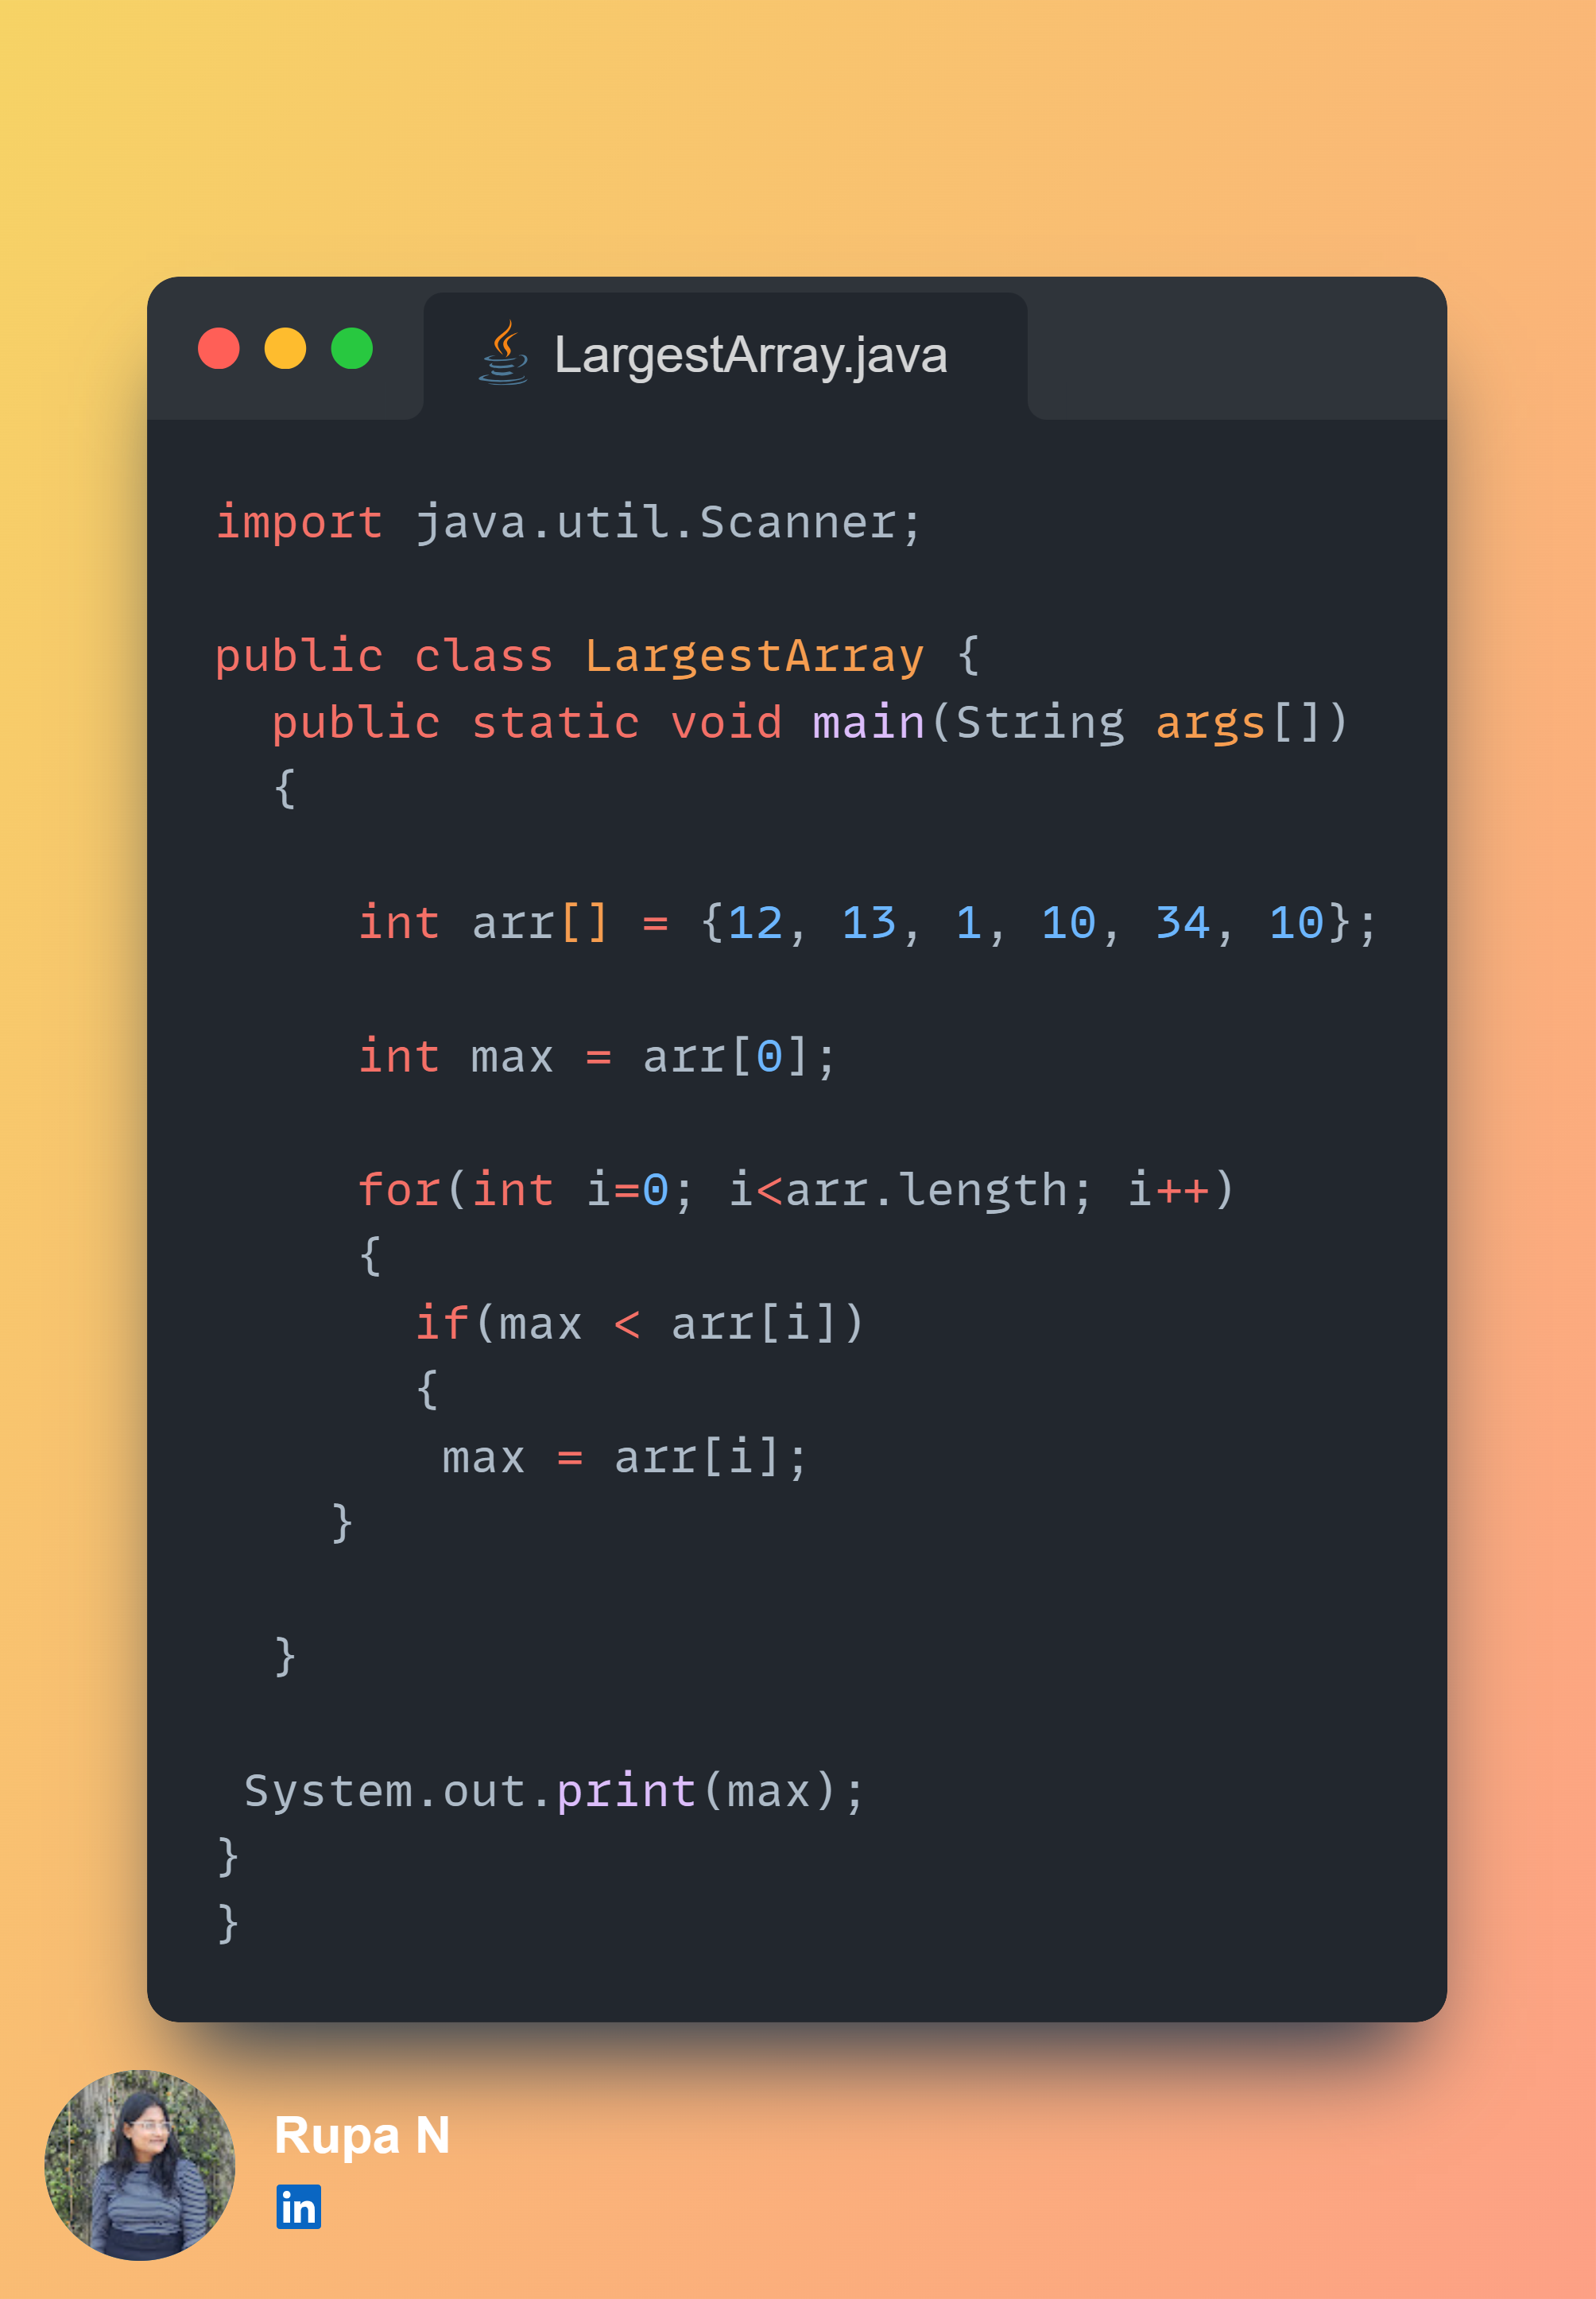 LargestArray.java
import java.util.Scanner;
public class LargestArray {
  public static void main(String args[])
  {
     int arr[] = {12, 13, 1, 10, 34, 10};
     int max = arr[0];
     for(int i=0; i<arr.length; i++)
     {
       if(max < arr[i])
       {
        max = arr[i];
    }
  }
 System.out.print(max);
}
}
Rupa N
in